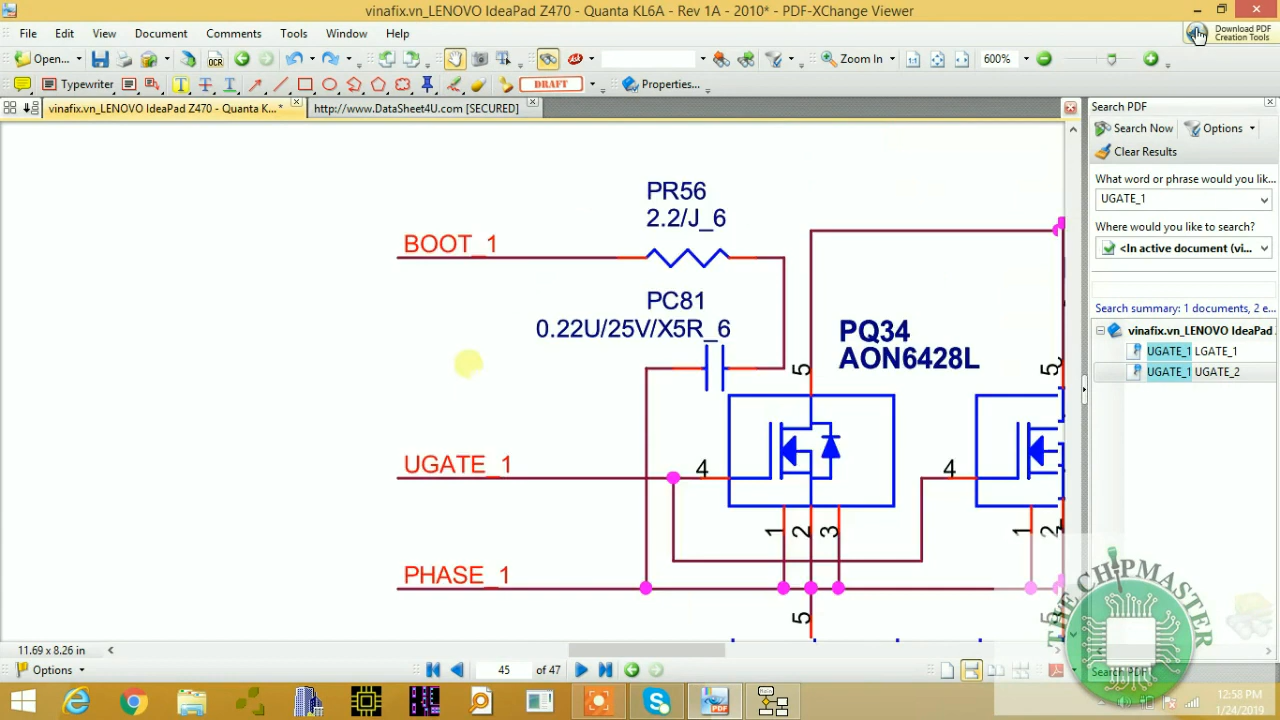 vinafix.vn_LENOVO IdeaPad Z470 - Quanta KL6A - Rev 1A - 2010* - PDF-XChange Viewer
File Edit View Document Comments Tools Window Help
Download PDF
Creation Tools
Open... OCR Zoom In 600%
Typewriter DRAFT Properties...
vinafix.vn_LENOVO IdeaPad Z470 - Quanta K... * http://www.DataSheet4U.com [SECURED]
Search PDF
Search Now Options
Clear Results
What word or phrase would you lik...
UGATE_1
Where would you like to search?
<In active document (vi...
Search summary: 1 documents, 2 e
vinafix.vn_LENOVO IdeaPad
UGATE_1 LGATE_1
UGATE_1 UGATE_2
PR56
2.2/J_6
BOOT_1
PC81
0.22U/25V/X5R_6
PQ34
AON6428L
5 5
UGATE_1 4 4
1 2 3 1 2
PHASE_1
5 5
THE CHIPMASTER
11.69 x 8.26 in
Options 45 of 47 Search PDF
PDF
12:58 PM
1/24/2019